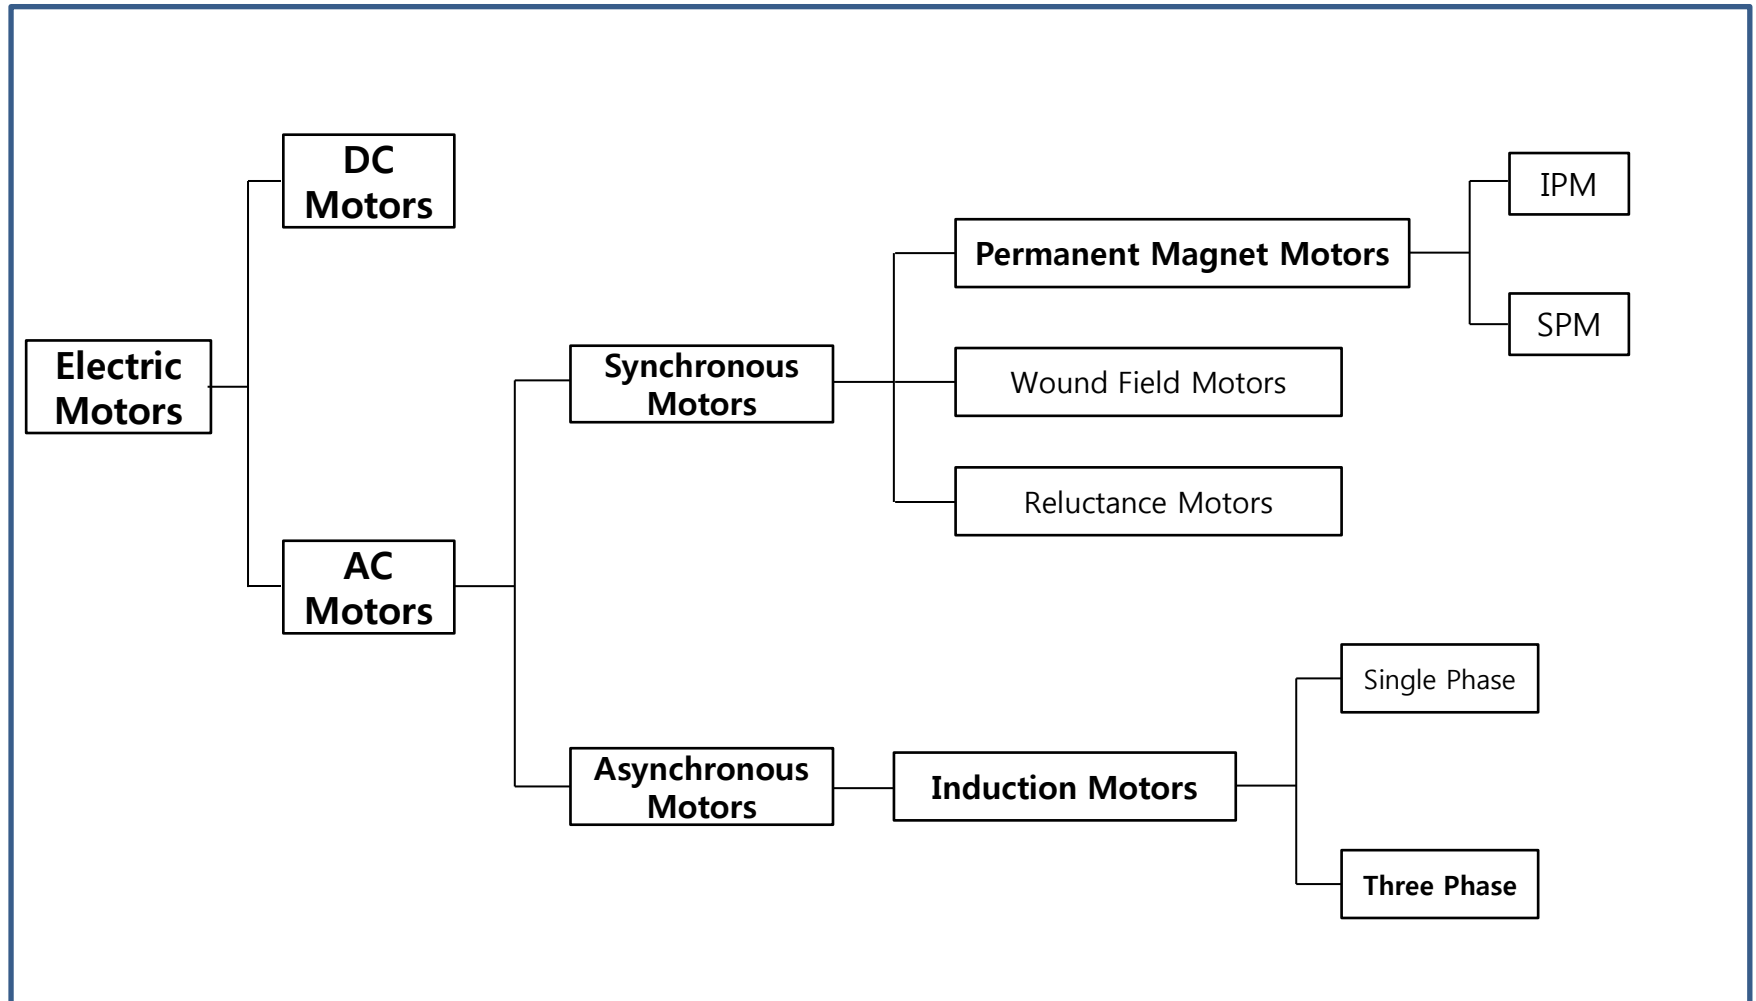 DC
Motors
IPM
Permanent Magnet Motors
SPM
Electric
Motors
Synchronous
Motors
Wound Field Motors
Reluctance Motors
AC
Motors
Single Phase
Asynchronous
Motors
Induction Motors
Three Phase